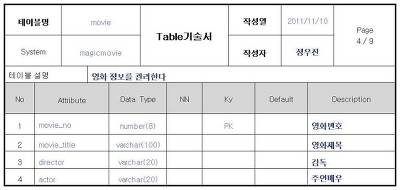 테이블명 movie Table기술서 작성일 2011/11/10 Page 4 / 9
System magicmovie 작성자 정우진
테이블 설명 영화 정보를 관리한다
No Attribute Data Type NN Ky Default Description
1 movie_no number(8) PK 영화번호
2 movie_title varchar(100) 영화제목
3 director varchar(20) 감독
4 actor varchar(20) 주연배우